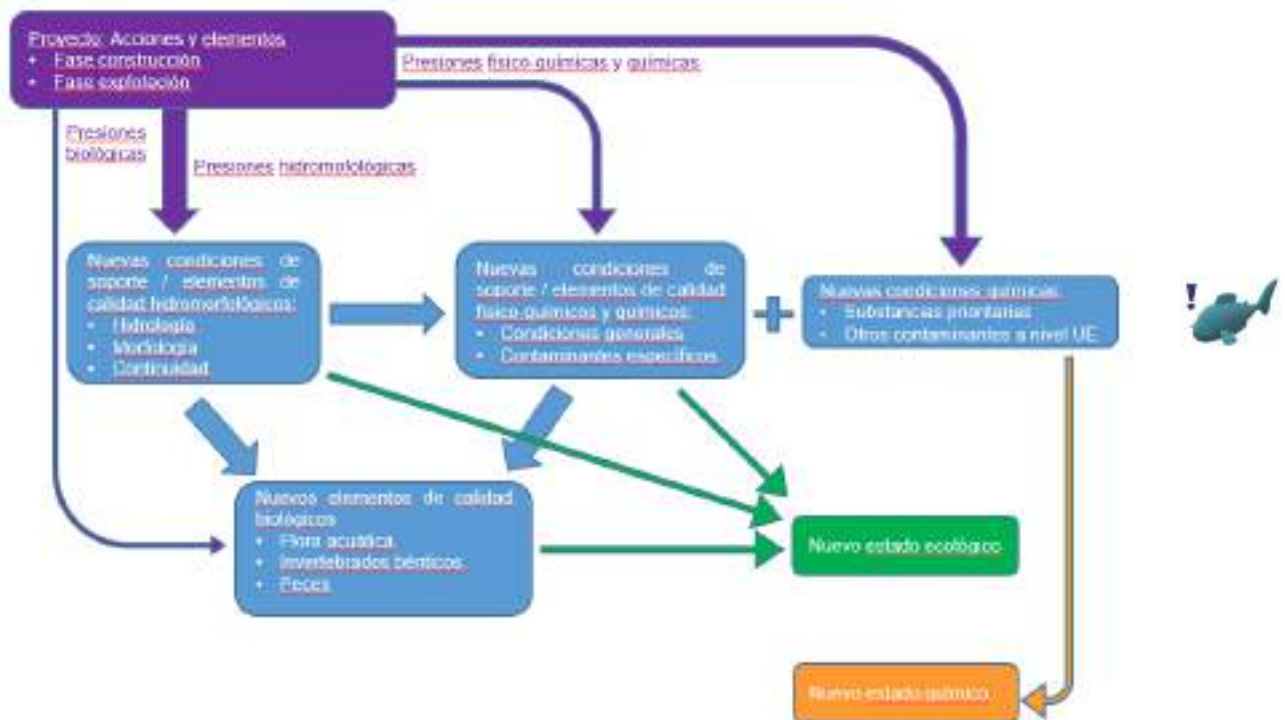 Proyecto: Acciones y elementos
• Fase construcción
• Fase explotación
Presiones físico químicas y químicas
Presiones
biológicas
Presiones hidromofológicas
Nuevas condiciones de
soporte / elementos de
calidad hidromorfológicos:
• Hidrología
• Morfología
• Continuidad
Nuevas condiciones de
soporte / elementos de calidad
físico químicos y químicos:
• Condiciones generales
• Contaminantes específicos
Nuevas condiciones químicas
• Substancias prioritarias
• Otros contaminantes a nivel UE
!
Nuevos elementos de calidad
biológicos
• Flora acuática
• Invertebrados bénticos
• Peces
Nuevo estado ecológico
Nuevo estado químico